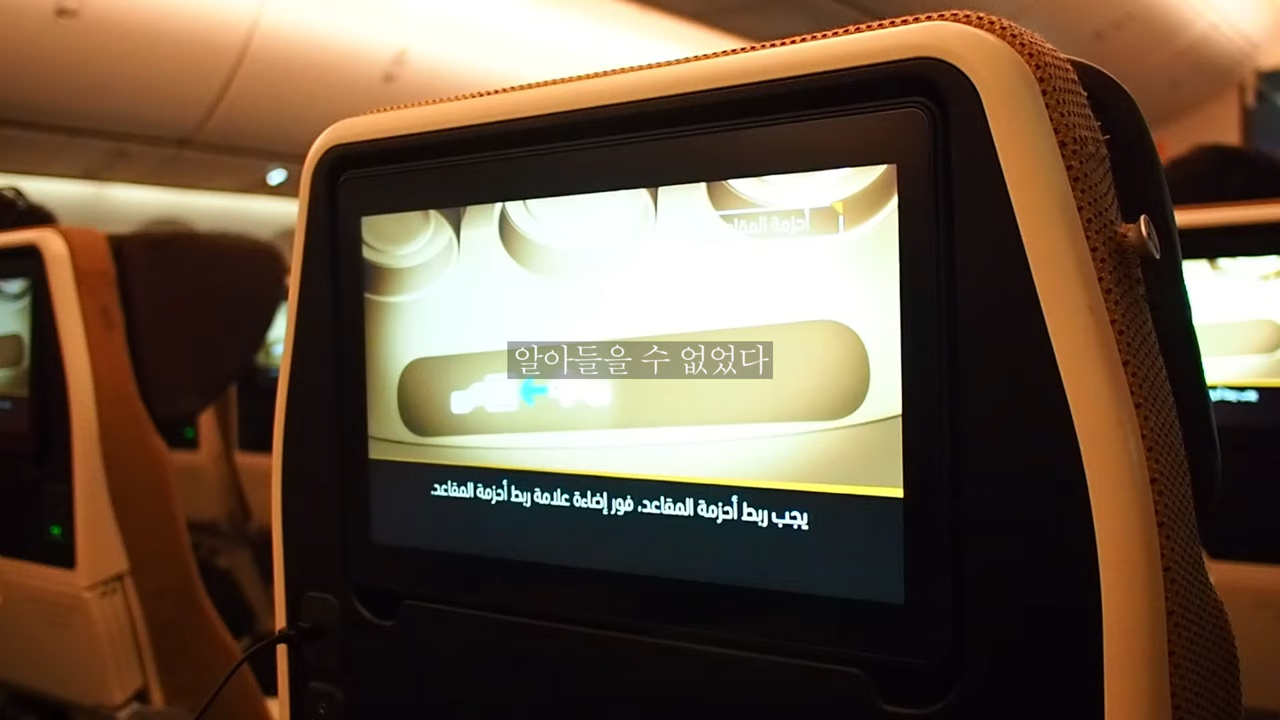 أحزمة المقاعد
알아들을 수 없었다
يجب ربط أحزمة المقاعد، فور إضاءة علامة ربط أحزمة المقاعد.